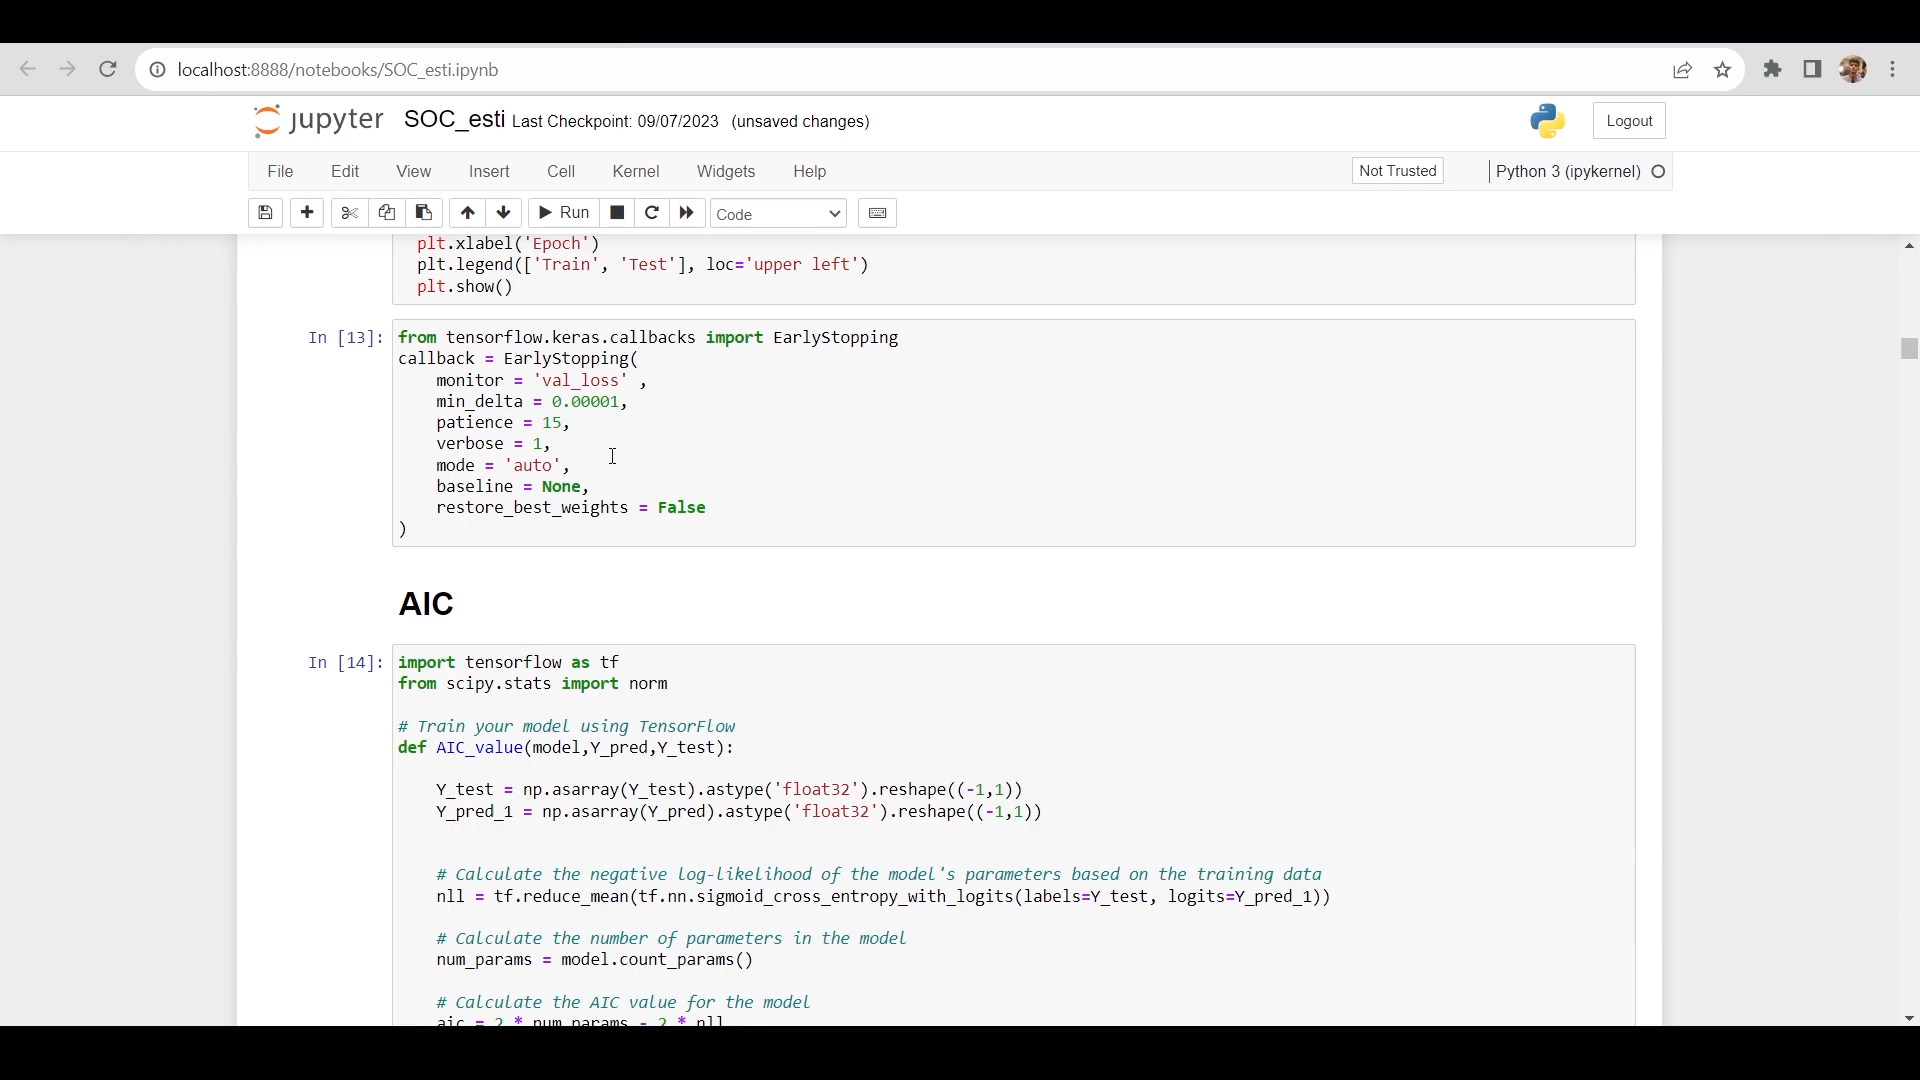 localhost:8888/notebooks/SOC_esti.ipynb
jupyter SOC_esti Last Checkpoint: 09/07/2023 (unsaved changes)
Logout
File Edit View Insert Cell Kernel Widgets Help
Not Trusted
Python 3 (ipykernel)
Run
Code
plt.xlabel('Epoch')
plt.legend(['Train', 'Test'], loc='upper left')
plt.show()
In [13]:
from tensorflow.keras.callbacks import EarlyStopping
callback = EarlyStopping(
    monitor = 'val_loss' ,
    min_delta = 0.00001,
    patience = 15,
    verbose = 1,
    mode = 'auto',
    baseline = None,
    restore_best_weights = False
)
AIC
In [14]:
import tensorflow as tf
from scipy.stats import norm
# Train your model using TensorFlow
def AIC_value(model,Y_pred,Y_test):
    Y_test = np.asarray(Y_test).astype('float32').reshape((-1,1))
    Y_pred_1 = np.asarray(Y_pred).astype('float32').reshape((-1,1))
    # Calculate the negative log-likelihood of the model's parameters based on the training data
    nll = tf.reduce_mean(tf.nn.sigmoid_cross_entropy_with_logits(labels=Y_test, logits=Y_pred_1))
    # Calculate the number of parameters in the model
    num_params = model.count_params()
    # Calculate the AIC value for the model
    aic = 2 * num_params - 2 * nll